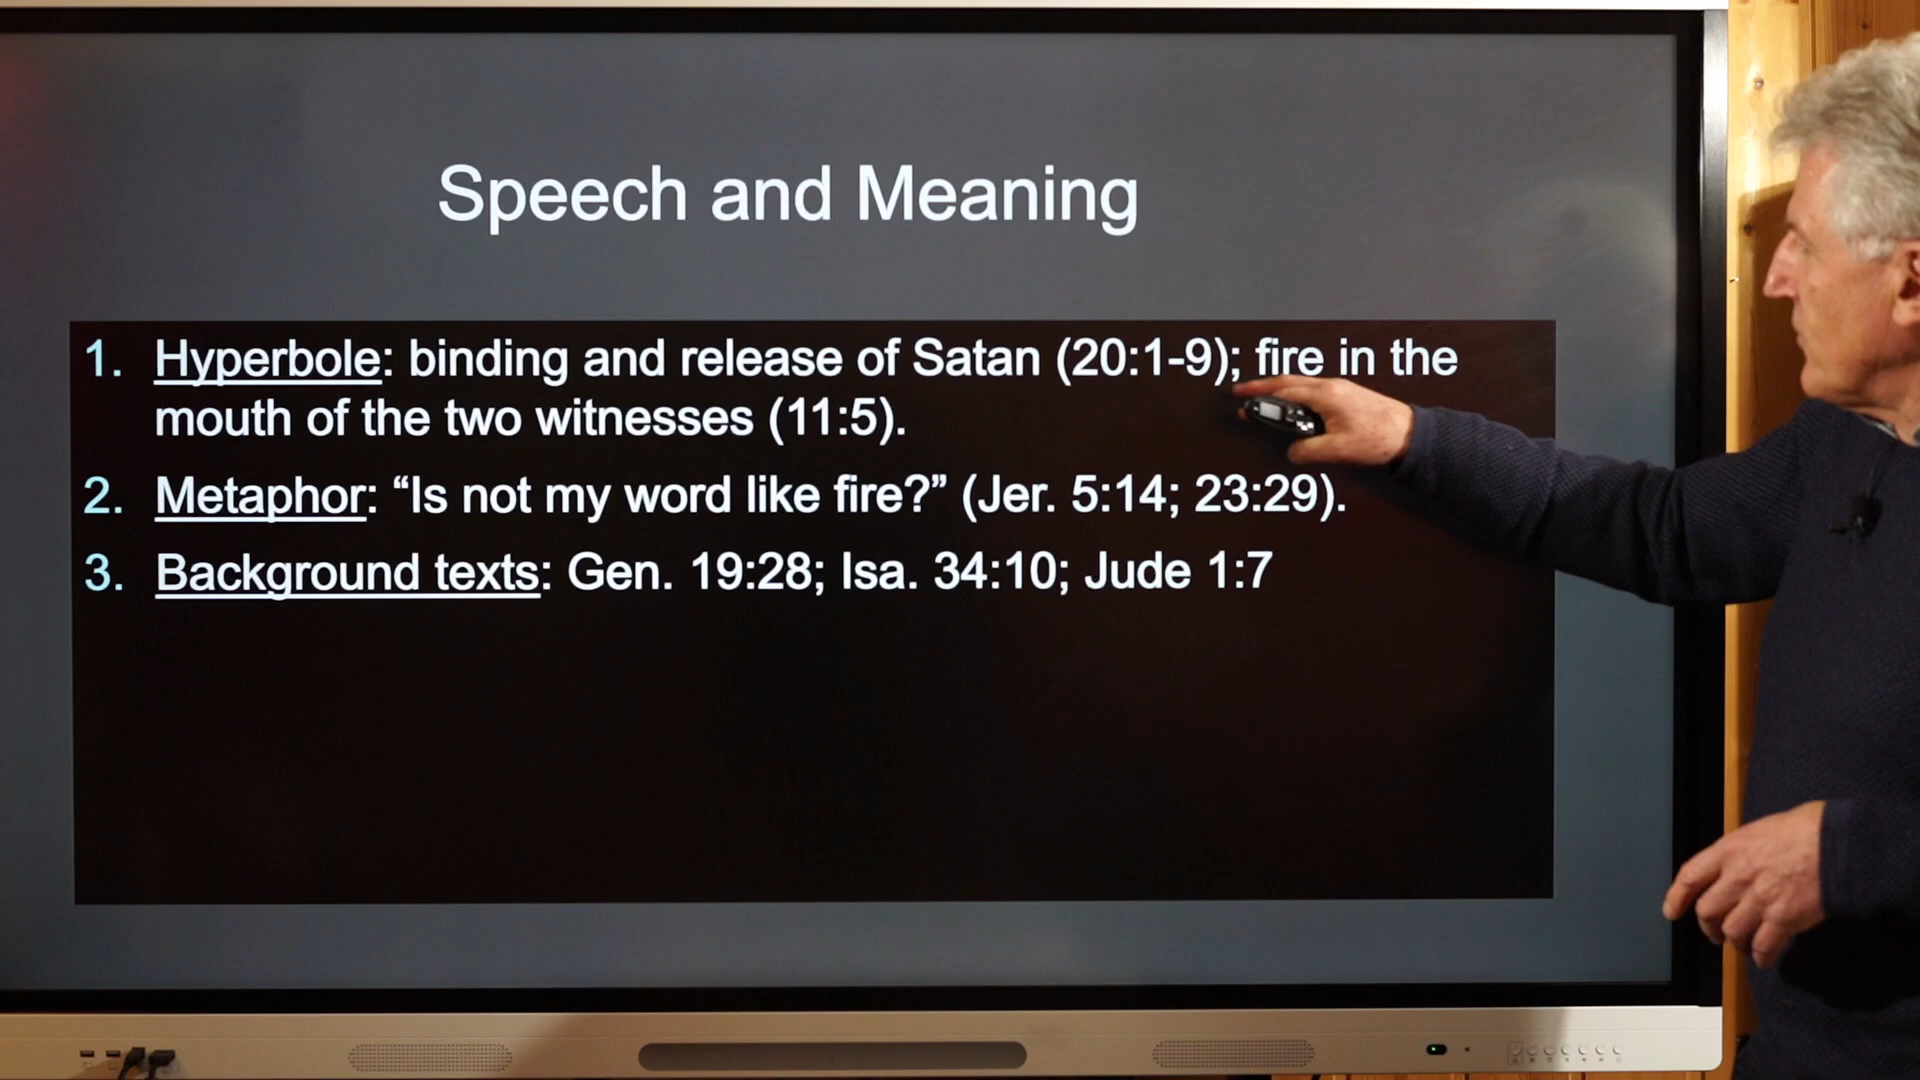 Speech and Meaning
1. Hyperbole: binding and release of Satan (20:1-9); fire in the
mouth of the two witnesses (11:5).
2. Metaphor: “Is not my word like fire?” (Jer. 5:14; 23:29).
3. Background texts: Gen. 19:28; Isa. 34:10; Jude 1:7